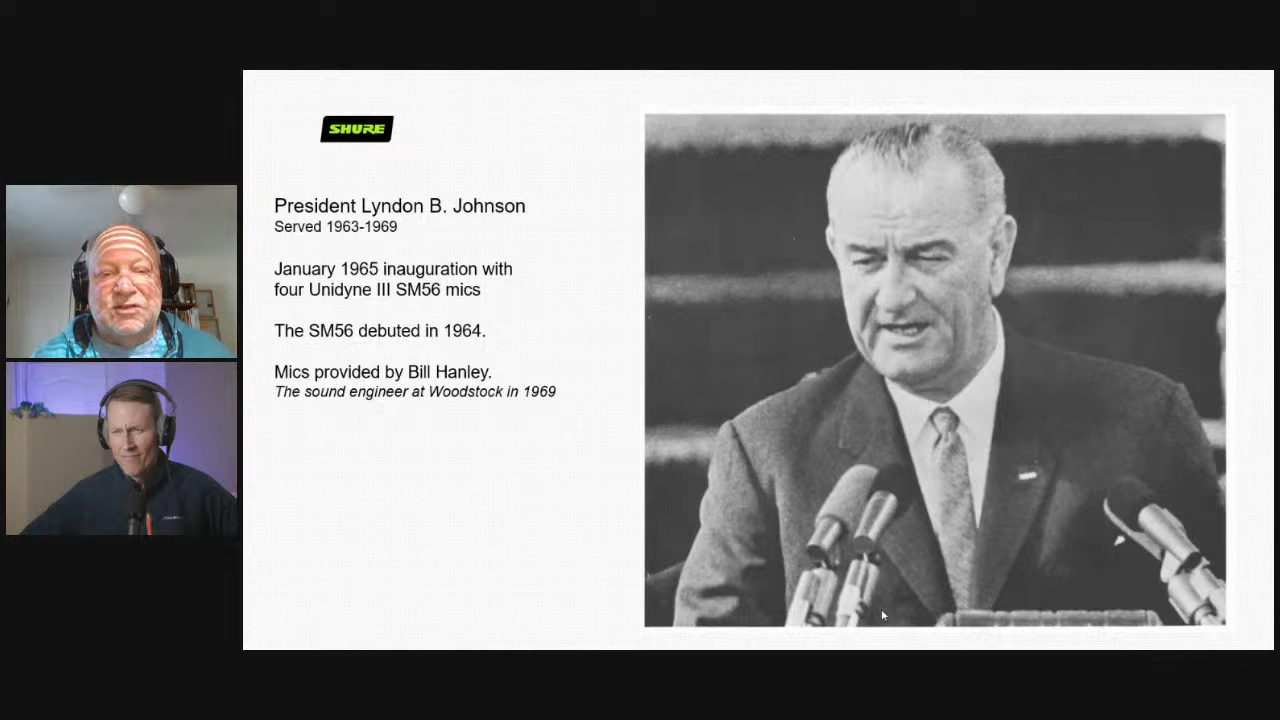 SHURE
President Lyndon B. Johnson
Served 1963-1969
January 1965 inauguration with
four Unidyne III SM56 mics
The SM56 debuted in 1964.
Mics provided by Bill Hanley.
The sound engineer at Woodstock in 1969